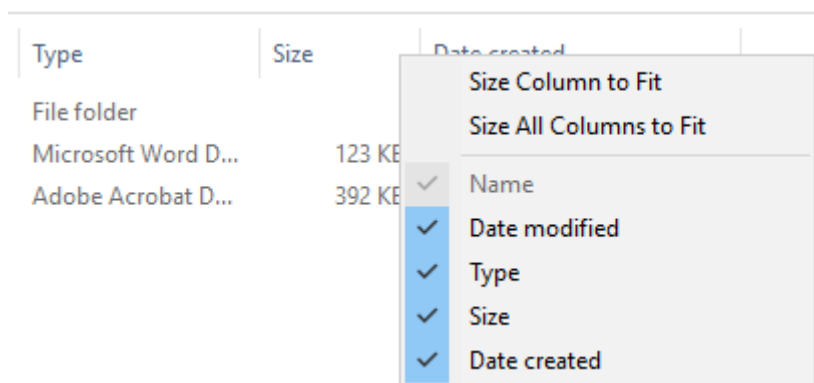 Type Size Date created
Size Column to Fit
File folder
Size All Columns to Fit
Microsoft Word D... 123 KB
Name
Adobe Acrobat D... 392 KB
Date modified
Type
Size
Date created